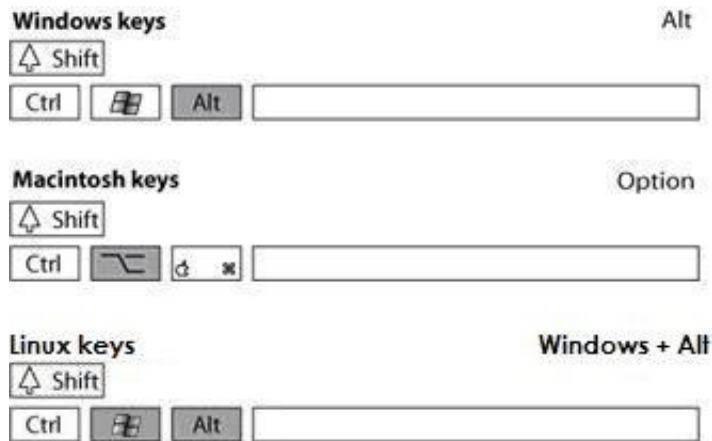 Windows keys Alt
Shift
Ctrl Alt
Macintosh keys Option
Shift
Ctrl ⌥ ⌘
Linux keys Windows + Alt
Shift
Ctrl Alt